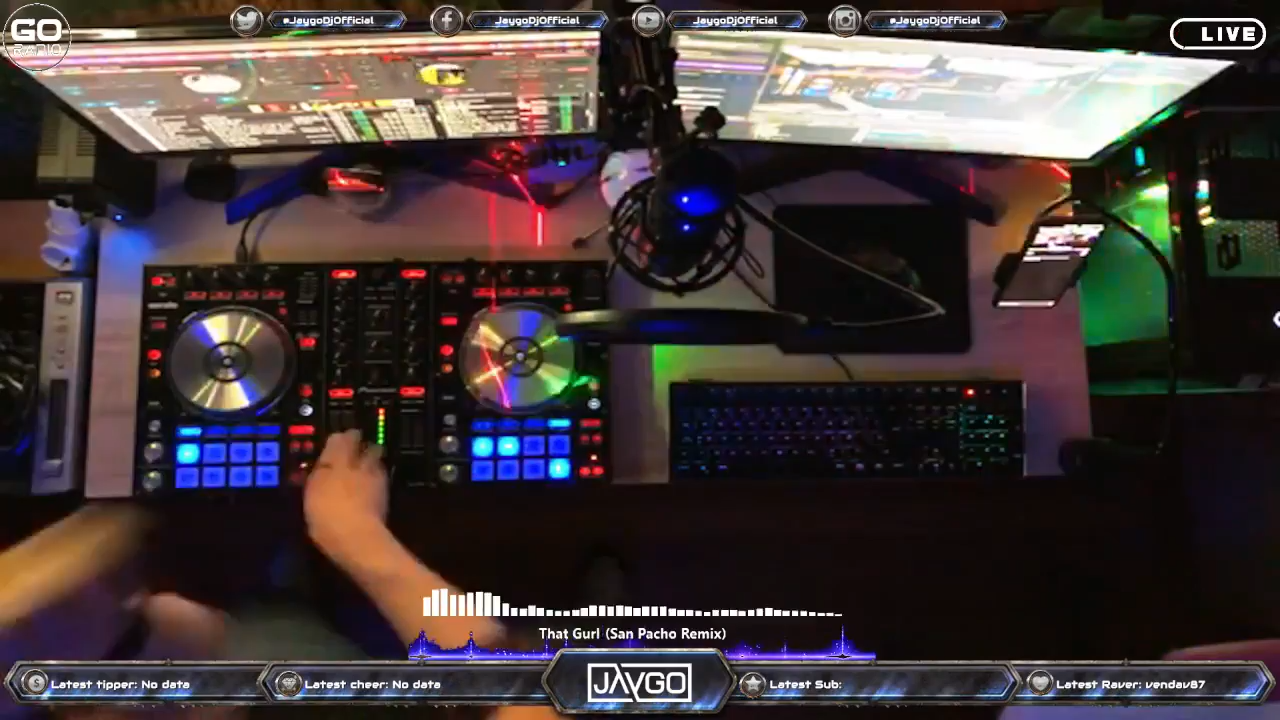 GO
RADIO
@JaygoDjOfficial
JaygoDjOfficial
JaygoDjOfficial
@JaygoDjOfficial
LIVE
That Gurl (San Pacho Remix)
Latest tipper: No data
Latest cheer: No data
JAYGO
Latest Sub:
Latest Raver: vendav87